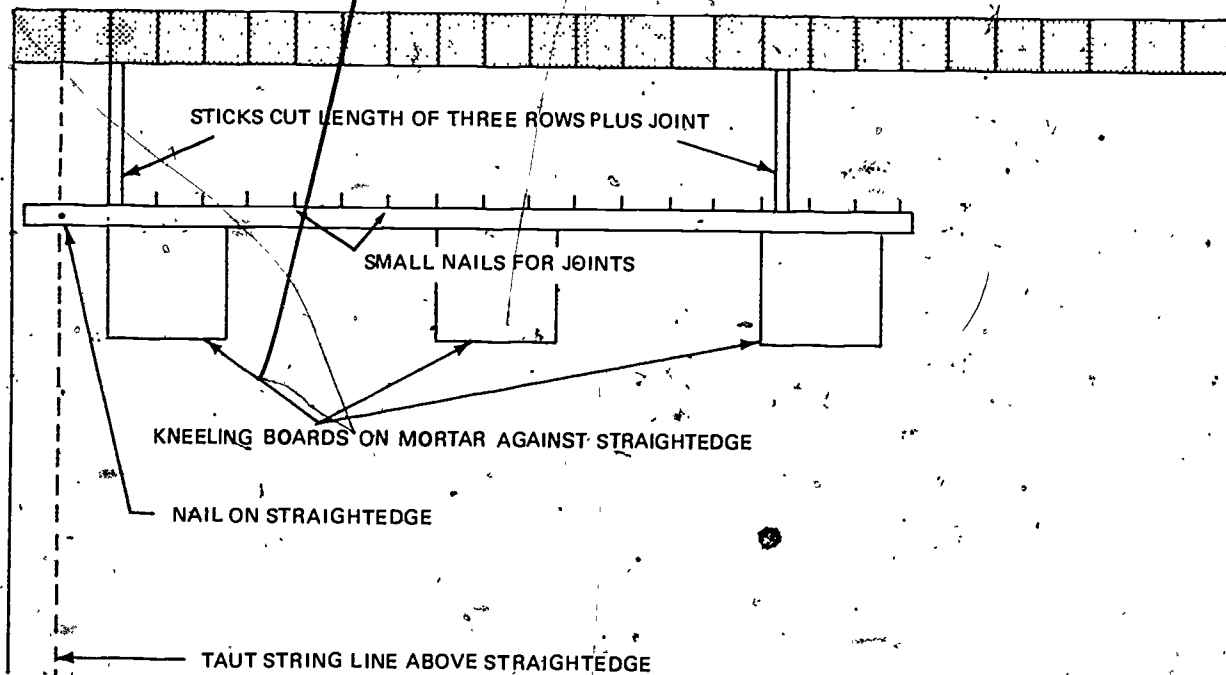 STICKS CUT LENGTH OF THREE ROWS PLUS JOINT
SMALL NAILS FOR JOINTS
KNEELING BOARDS ON MORTAR AGAINST STRAIGHTEDGE
NAIL ON STRAIGHTEDGE
TAUT STRING LINE ABOVE STRAIGHTEDGE